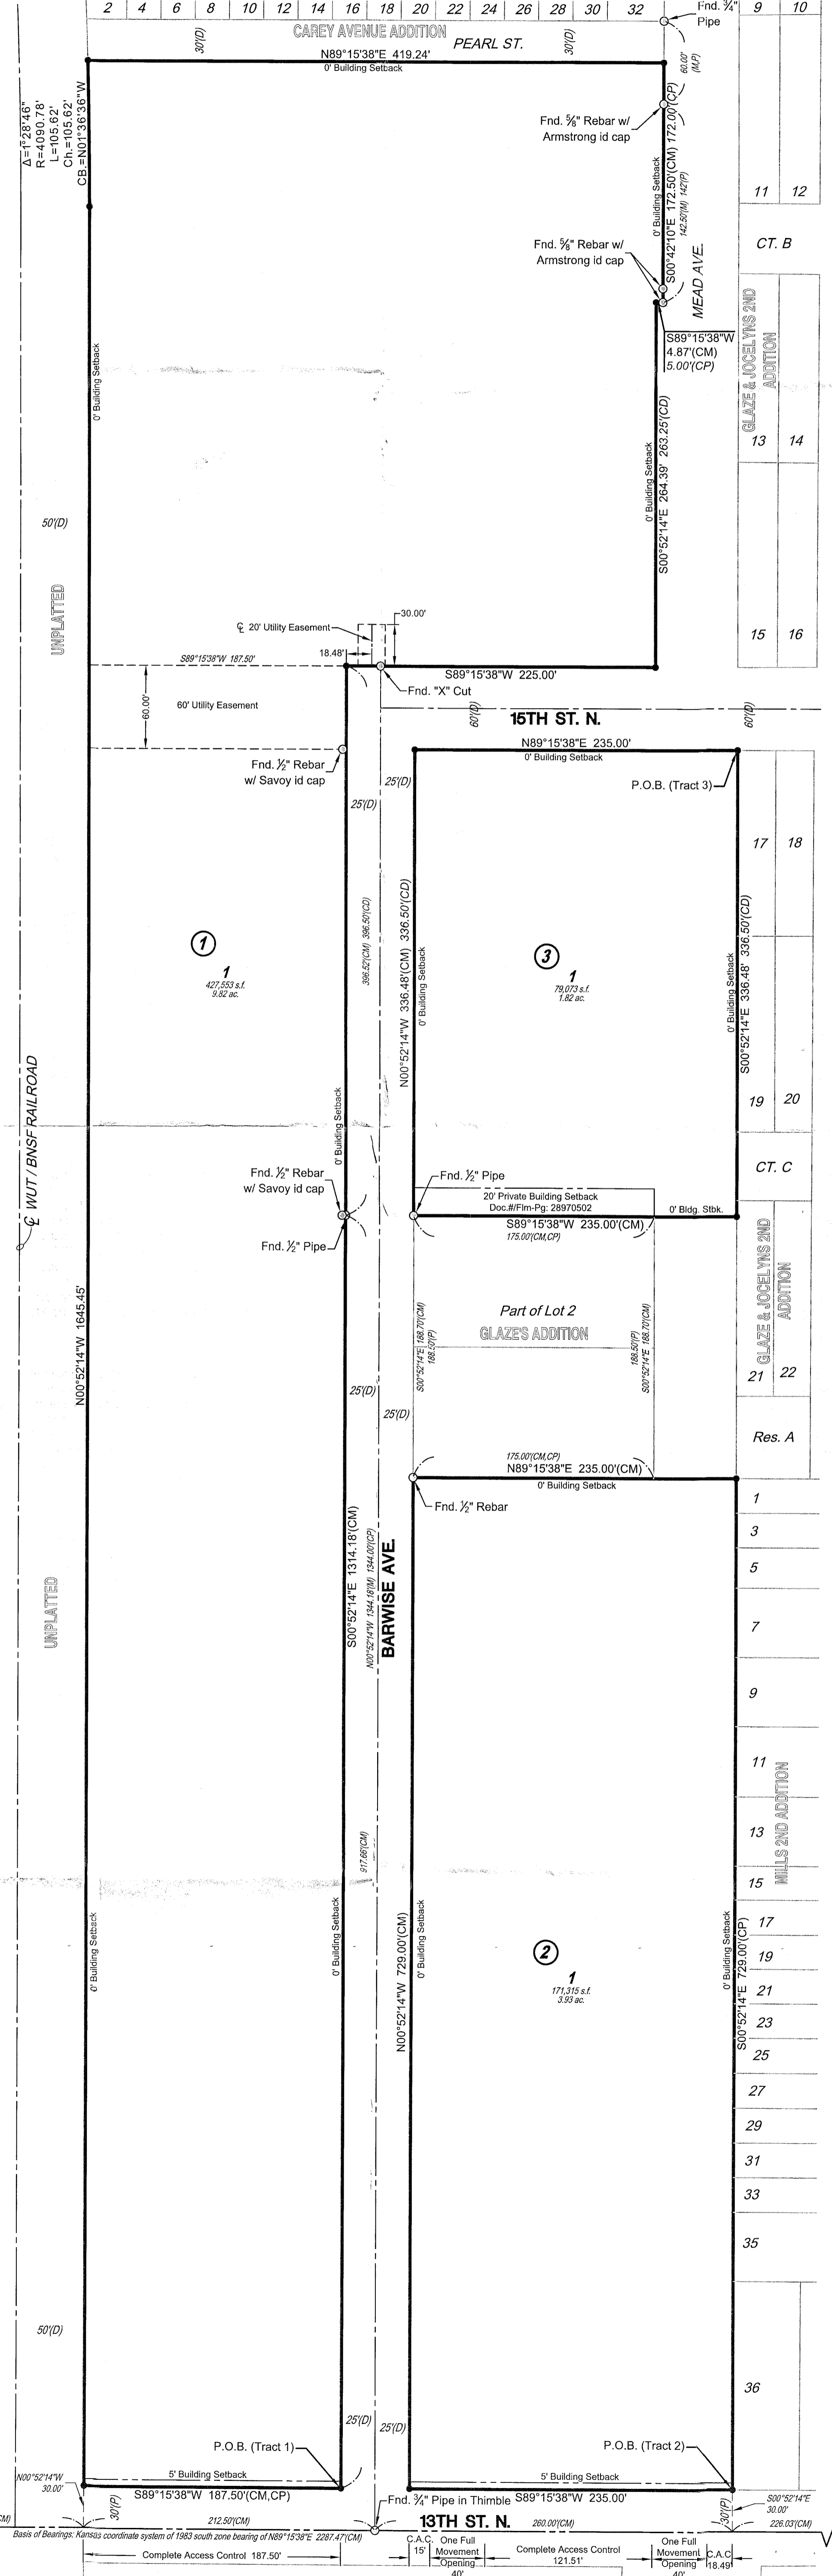 2 4 6 8 10 12 14 16 18 20 22 24 26 28 30 32
Fnd. ¾"
Pipe
9 10
CAREY AVENUE ADDITION
30'(D)
PEARL ST.
30'(D)
N89°15'38"E 419.24'
0' Building Setback
60.00'
(M,P)
Δ=1°28'46"
R=4090.78'
L=105.62'
Ch.=105.62'
CB.=N01°36'36"W
Fnd. ⅝" Rebar w/
Armstrong id cap
0' Building Setback
S00°42'10"E 172.50'(CM) 172.00'(CP)
142.50'(M) 142'(P)
11 12
CT. B
Fnd. ⅝" Rebar w/
Armstrong id cap
MEAD AVE.
S89°15'38"W
4.87'(CM)
5.00'(CP)
GLAZE & JOCELYNS 2ND
ADDITION
0' Building Setback
0' Building Setback
S00°52'14"E 264.39' 263.25'(CD)
13 14
50'(D)
UNPLATTED
15 16
℄ 20' Utility Easement
30.00'
18.48'
S89°15'38"W 187.50'
S89°15'38"W 225.00'
Fnd. "X" Cut
60.00'
60' Utility Easement
60'(D)
15TH ST. N.
60'(D)
N89°15'38"E 235.00'
0' Building Setback
Fnd. ½" Rebar
w/ Savoy id cap
25'(D)
25'(D)
P.O.B. (Tract 3)
17 18
396.52'(CM) 396.50'(CD)
N00°52'14"W 336.48'(CM) 336.50'(CD)
0' Building Setback
0' Building Setback
S00°52'14"E 336.48' 336.50'(CD)
1
1
427,553 s.f.
9.82 ac.
3
1
79,073 s.f.
1.82 ac.
℄ WUT / BNSF RAILROAD
0' Building Setback
19 20
Fnd. ½" Rebar
w/ Savoy id cap
Fnd. ½" Pipe
Fnd. ½" Pipe
CT. C
20' Private Building Setback
Doc.#/Flm-Pg: 28970502
0' Bldg. Stbk.
S89°15'38"W 235.00'(CM)
175.00'(CM,CP)
N00°52'14"W 1645.45'
Part of Lot 2
GLAZE'S ADDITION
S00°52'14"E 188.70'(CM)
188.50'(P)
188.50'(P)
S00°52'14"E 188.70'(CM)
GLAZE & JOCELYNS 2ND
ADDITION
25'(D)
25'(D)
21 22
Res. A
175.00'(CM,CP)
N89°15'38"E 235.00'(CM)
0' Building Setback
Fnd. ½" Rebar
1
3
5
7
9
11
13
15
17
19
21
23
25
27
29
31
33
35
36
MILLS 2ND ADDITION
UNPLATTED
S00°52'14"E 1314.18'(CM)
N00°52'14"W 1344.18'(M) 1344.00'(CP)
BARWISE AVE.
917.66'(CM)
0' Building Setback
0' Building Setback
N00°52'14"W 729.00'(CM)
0' Building Setback
2
1
171,315 s.f.
3.93 ac.
0' Building Setback
S00°52'14"E 729.00'(CP)
50'(D)
25'(D)
25'(D)
P.O.B. (Tract 1)
P.O.B. (Tract 2)
N00°52'14"W
30.00'
5' Building Setback
S89°15'38"W 187.50'(CM,CP)
5' Building Setback
S89°15'38"W 235.00'
S00°52'14"E
30.00'
30'(P)
Fnd. ¾" Pipe in Thimble
30'(P)
212.50'(CM)
13TH ST. N.
260.00'(CM)
226.03'(CM)
Basis of Bearings: Kansas coordinate system of 1983 south zone bearing of N89°15'38"E 2287.47'(CM)
Complete Access Control 187.50'
C.A.C.
15'
One Full
Movement
Opening
40'
Complete Access Control
121.51'
One Full
Movement
Opening
40'
C.A.C.
18.49'